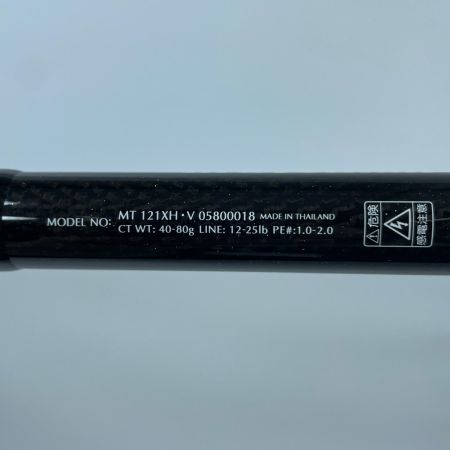 MODEL NO: MT 121XH・V 05800018 MADE IN THAILAND
CT WT: 40-80g LINE: 12-25lb PE#:1.0-2.0
⚠危険
感電注意